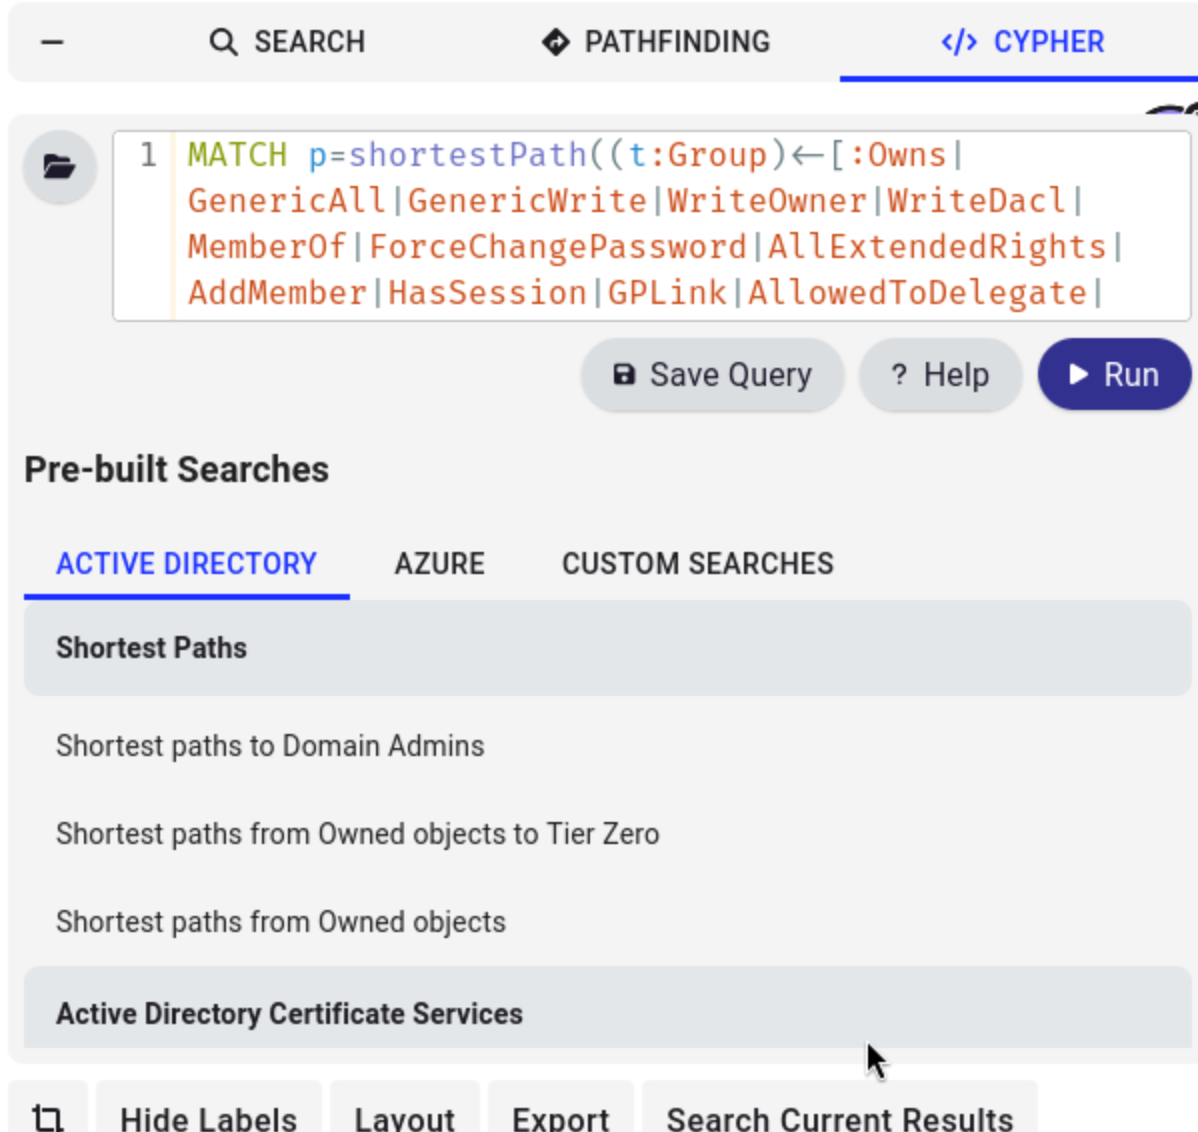 SEARCH PATHFINDING </> CYPHER
1 MATCH p=shortestPath((t:Group)<-[:Owns|
GenericAll|GenericWrite|WriteOwner|WriteDacl|
MemberOf|ForceChangePassword|AllExtendedRights|
AddMember|HasSession|GPLink|AllowedToDelegate|
Save Query ? Help Run
Pre-built Searches
ACTIVE DIRECTORY AZURE CUSTOM SEARCHES
Shortest Paths
Shortest paths to Domain Admins
Shortest paths from Owned objects to Tier Zero
Shortest paths from Owned objects
Active Directory Certificate Services
Hide Labels Layout Export Search Current Results